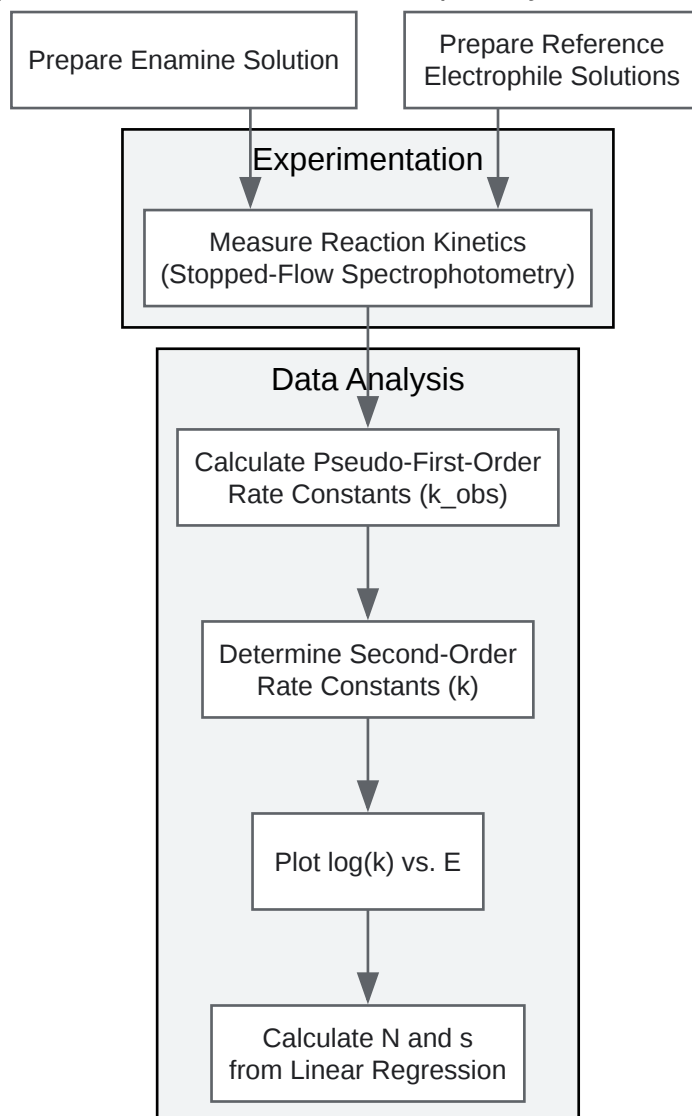 Prepare Enamine Solution
Prepare Reference
Electrophile Solutions
Experimentation
Measure Reaction Kinetics
(Stopped-Flow Spectrophotometry)
Data Analysis
Calculate Pseudo-First-Order
Rate Constants (k_obs)
Determine Second-Order
Rate Constants (k)
Plot log(k) vs. E
Calculate N and s
from Linear Regression